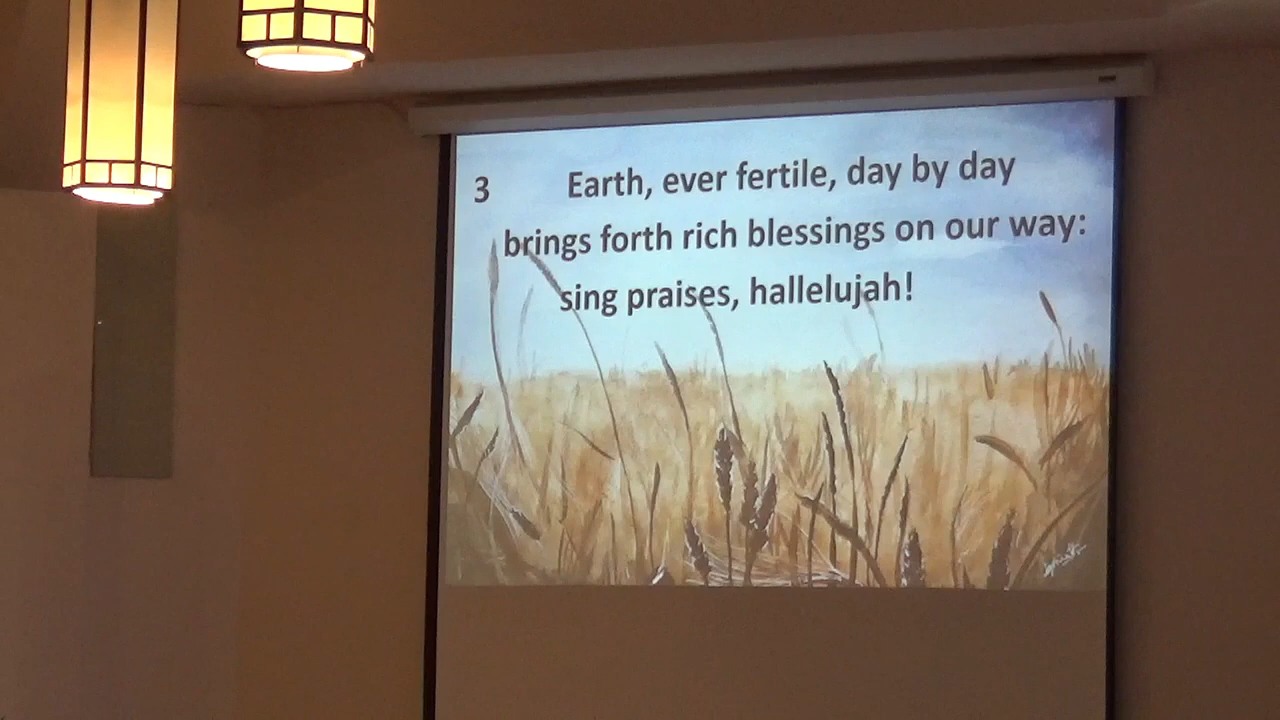 3 Earth, ever fertile, day by day
brings forth rich blessings on our way:
sing praises, hallelujah!